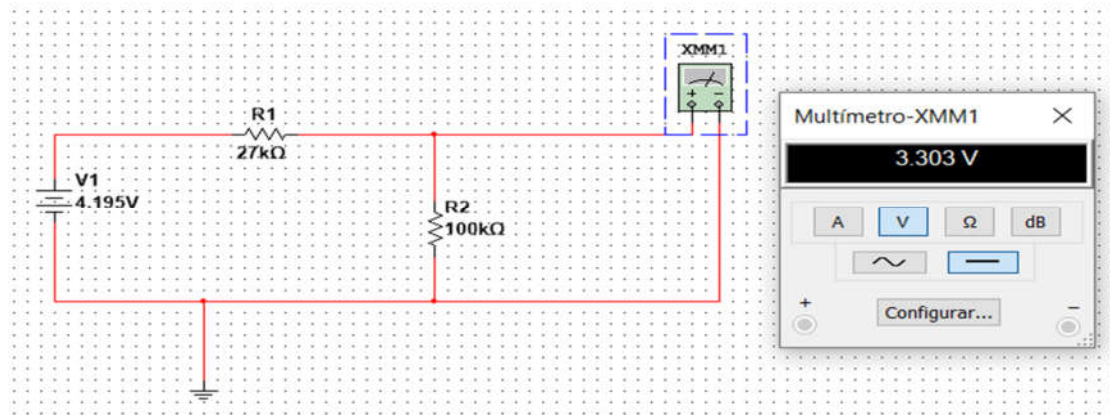 XMM1
R1
27kΩ
V1
4.195V
R2
100kΩ
Multímetro-XMM1
3.303 V
A V Ω dB
Configurar...